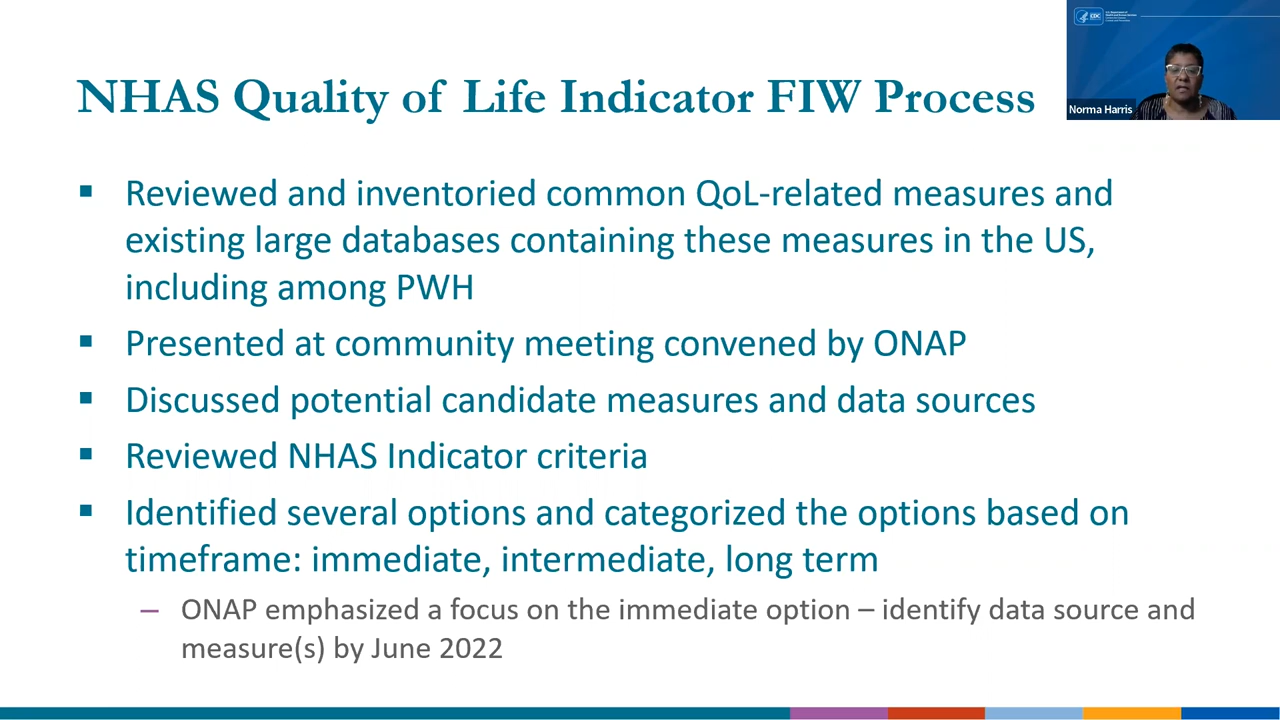 NHAS Quality of Life Indicator FIW Process
CDC
Norma Harris
▪ Reviewed and inventoried common QoL-related measures and
existing large databases containing these measures in the US,
including among PWH
▪ Presented at community meeting convened by ONAP
▪ Discussed potential candidate measures and data sources
▪ Reviewed NHAS Indicator criteria
▪ Identified several options and categorized the options based on
timeframe: immediate, intermediate, long term
– ONAP emphasized a focus on the immediate option – identify data source and
measure(s) by June 2022